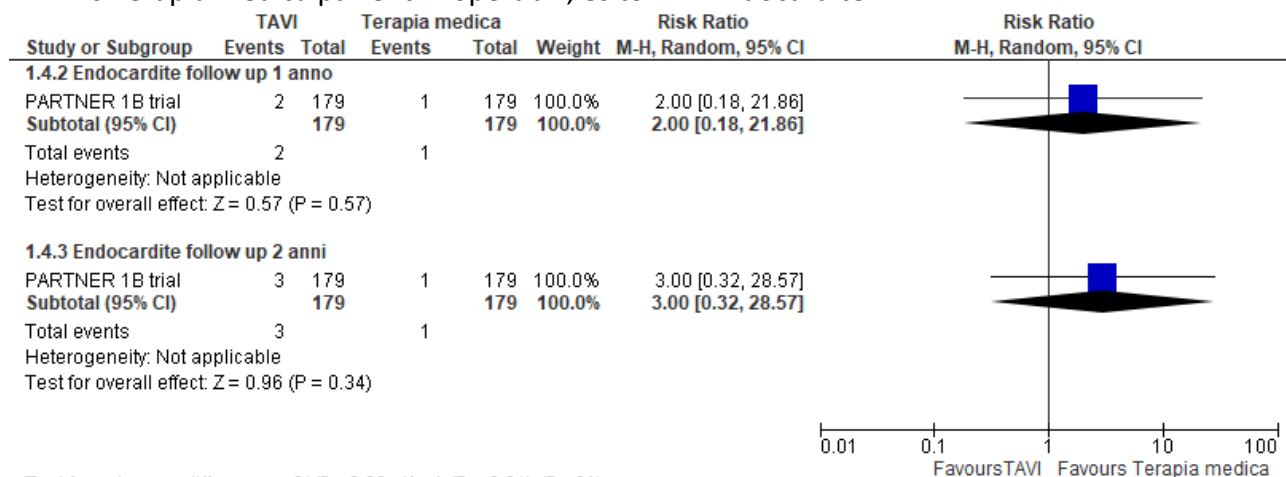 TAVI Terapia medica Risk Ratio Risk Ratio
Study or Subgroup Events Total Events Total Weight M-H, Random, 95% CI M-H, Random, 95% CI
1.4.2 Endocardite follow up 1 anno
PARTNER 1B trial 2 179 1 179 100.0% 2.00 [0.18, 21.86]
Subtotal (95% CI) 179 179 100.0% 2.00 [0.18, 21.86]
Total events 2 1
Heterogeneity: Not applicable
Test for overall effect: Z = 0.57 (P = 0.57)
1.4.3 Endocardite follow up 2 anni
PARTNER 1B trial 3 179 1 179 100.0% 3.00 [0.32, 28.57]
Subtotal (95% CI) 179 179 100.0% 3.00 [0.32, 28.57]
Total events 3 1
Heterogeneity: Not applicable
Test for overall effect: Z = 0.96 (P = 0.34)
0.01 0.1 1 10 100
FavoursTAVI Favours Terapia medica